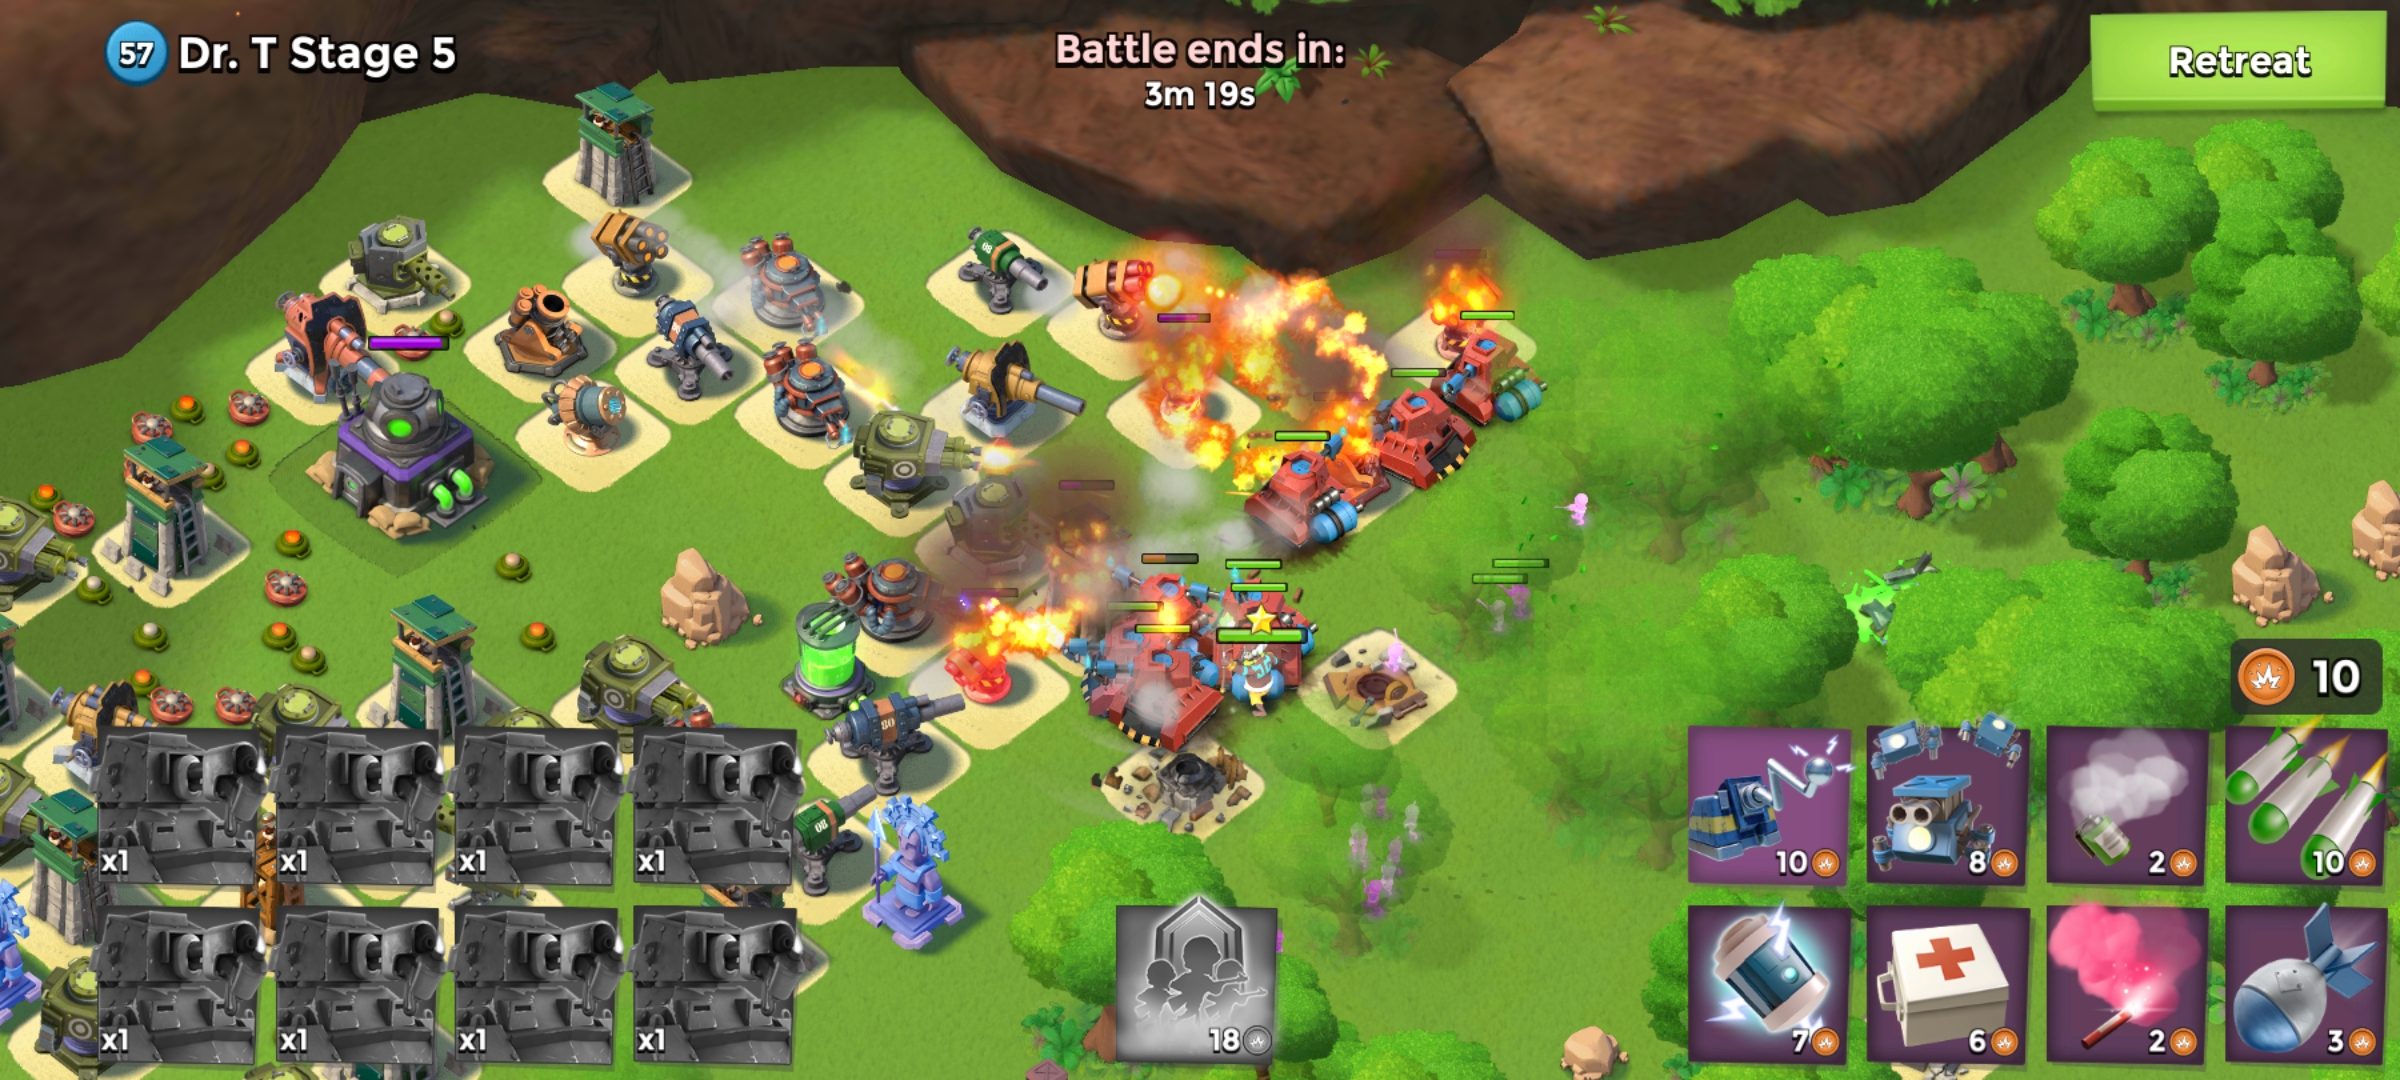 57 Dr. T Stage 5
Battle ends in:
3m 19s
Retreat
10
x1 x1 x1 x1
10 8 2 10
x1 x1 x1 x1
18
7 6 2 3